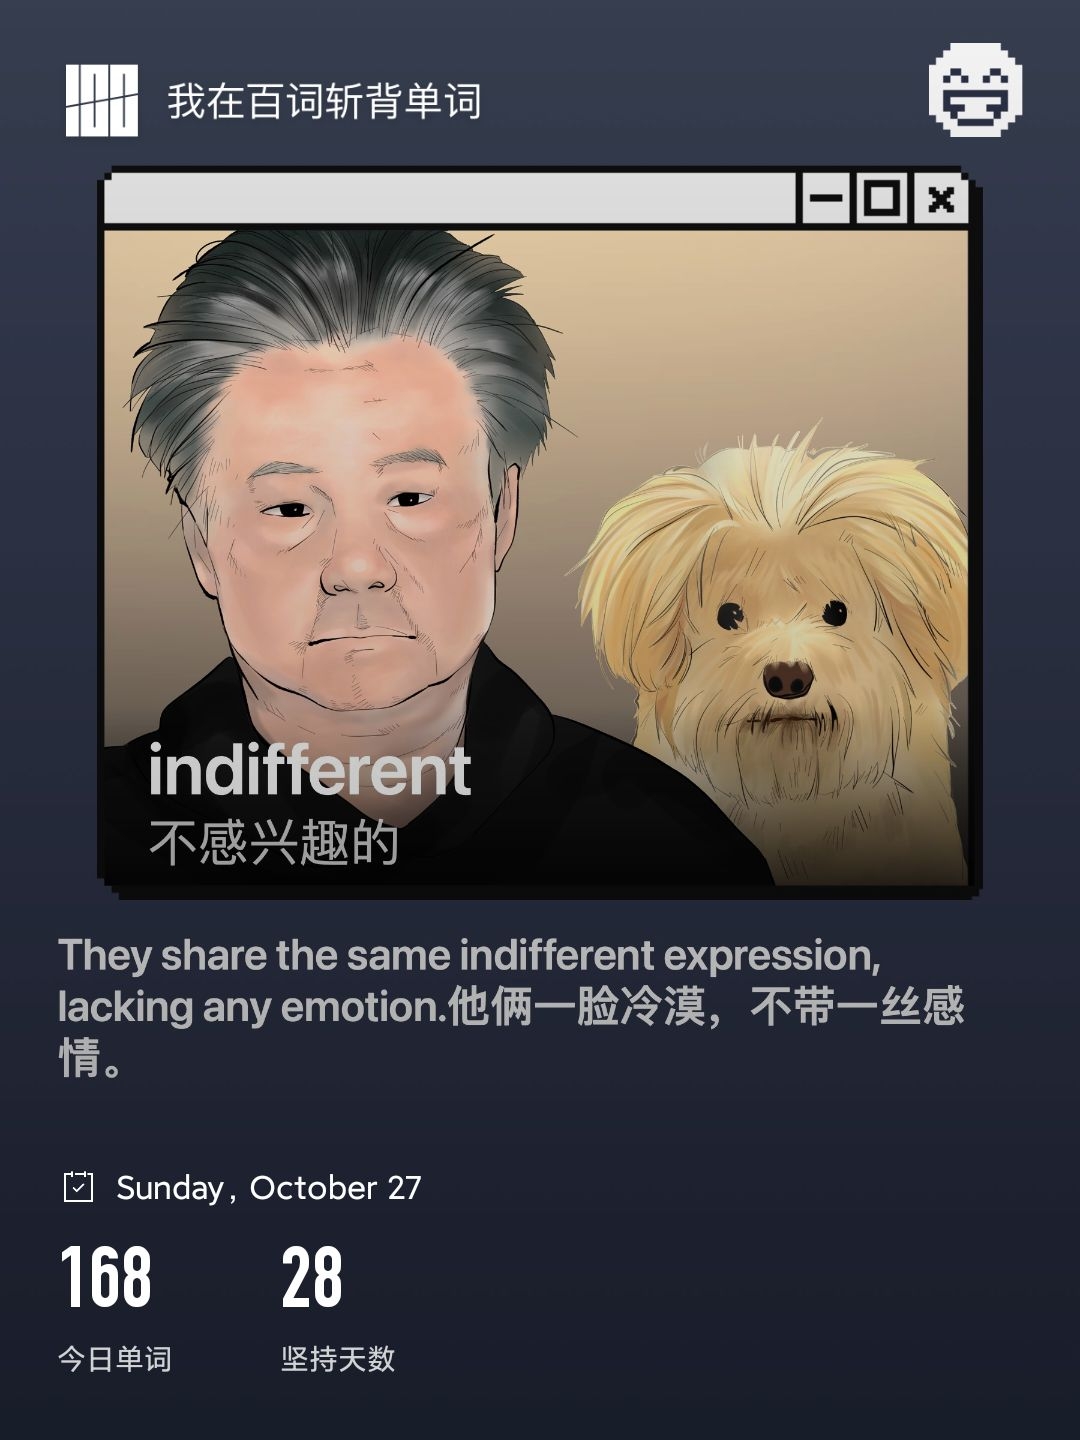 100
我在百词斩背单词
indifferent
不感兴趣的
They share the same indifferent expression,
lacking any emotion.他俩一脸冷漠，不带一丝感
情。
Sunday, October 27
168 28
今日单词 坚持天数